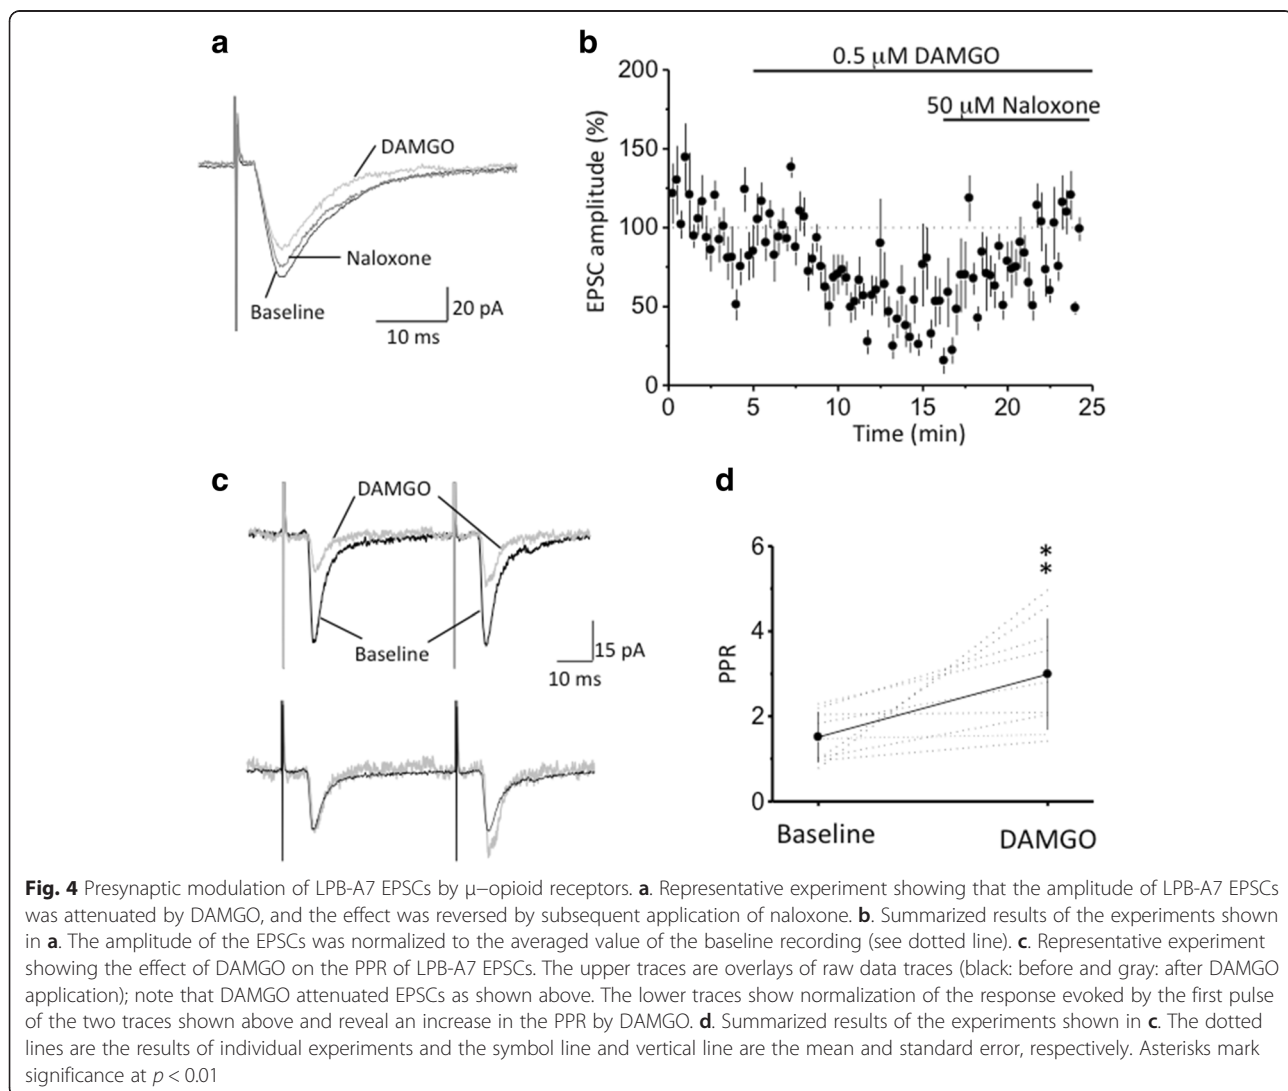 a
DAMGO
Naloxone
Baseline
20 pA
10 ms
b
0.5 μM DAMGO
50 μM Naloxone
EPSC amplitude (%)
200
150
100
50
0
0 5 10 15 20 25
Time (min)
c
DAMGO
Baseline
15 pA
10 ms
d
PPR
6
4
2
0
*
*
Baseline
DAMGO
Fig. 4 Presynaptic modulation of LPB-A7 EPSCs by μ−opioid receptors. a. Representative experiment showing that the amplitude of LPB-A7 EPSCs
was attenuated by DAMGO, and the effect was reversed by subsequent application of naloxone. b. Summarized results of the experiments shown
in a. The amplitude of the EPSCs was normalized to the averaged value of the baseline recording (see dotted line). c. Representative experiment
showing the effect of DAMGO on the PPR of LPB-A7 EPSCs. The upper traces are overlays of raw data traces (black: before and gray: after DAMGO
application); note that DAMGO attenuated EPSCs as shown above. The lower traces show normalization of the response evoked by the first pulse
of the two traces shown above and reveal an increase in the PPR by DAMGO. d. Summarized results of the experiments shown in c. The dotted
lines are the results of individual experiments and the symbol line and vertical line are the mean and standard error, respectively. Asterisks mark
significance at p < 0.01